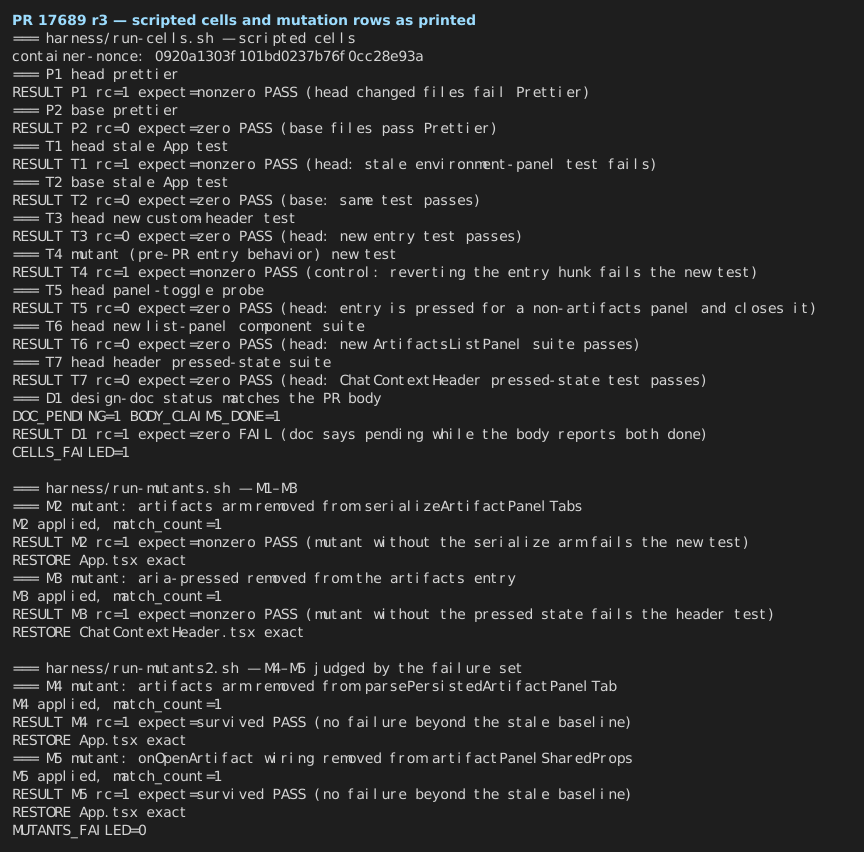 PR 17689 r3 — scripted cells and mutation rows as printed
=== harness/run-cells.sh — scripted cells
container-nonce: 0920a1303f101bd0237b76f0cc28e93a
=== P1 head prettier
RESULT P1 rc=1 expect=nonzero PASS (head changed files fail Prettier)
=== P2 base prettier
RESULT P2 rc=0 expect=zero PASS (base files pass Prettier)
=== T1 head stale App test
RESULT T1 rc=1 expect=nonzero PASS (head: stale environment-panel test fails)
=== T2 base stale App test
RESULT T2 rc=0 expect=zero PASS (base: same test passes)
=== T3 head new custom-header test
RESULT T3 rc=0 expect=zero PASS (head: new entry test passes)
=== T4 mutant (pre-PR entry behavior) new test
RESULT T4 rc=1 expect=nonzero PASS (control: reverting the entry hunk fails the new test)
=== T5 head panel-toggle probe
RESULT T5 rc=0 expect=zero PASS (head: entry is pressed for a non-artifacts panel and closes it)
=== T6 head new list-panel component suite
RESULT T6 rc=0 expect=zero PASS (head: new ArtifactsListPanel suite passes)
=== T7 head header pressed-state suite
RESULT T7 rc=0 expect=zero PASS (head: ChatContextHeader pressed-state test passes)
=== D1 design-doc status matches the PR body
DOC_PENDING=1 BODY_CLAIMS_DONE=1
RESULT D1 rc=1 expect=zero FAIL (doc says pending while the body reports both done)
CELLS_FAILED=1
=== harness/run-mutants.sh — M1–M3
=== M2 mutant: artifacts arm removed from serializeArtifactPanelTabs
M2 applied, match_count=1
RESULT M2 rc=1 expect=nonzero PASS (mutant without the serialize arm fails the new test)
RESTORE App.tsx exact
=== M3 mutant: aria-pressed removed from the artifacts entry
M3 applied, match_count=1
RESULT M3 rc=1 expect=nonzero PASS (mutant without the pressed state fails the header test)
RESTORE ChatContextHeader.tsx exact
=== harness/run-mutants2.sh — M4–M5 judged by the failure set
=== M4 mutant: artifacts arm removed from parsePersistedArtifactPanelTab
M4 applied, match_count=1
RESULT M4 rc=1 expect=survived PASS (no failure beyond the stale baseline)
RESTORE App.tsx exact
=== M5 mutant: onOpenArtifact wiring removed from artifactPanelSharedProps
M5 applied, match_count=1
RESULT M5 rc=1 expect=survived PASS (no failure beyond the stale baseline)
RESTORE App.tsx exact
MUTANTS_FAILED=0